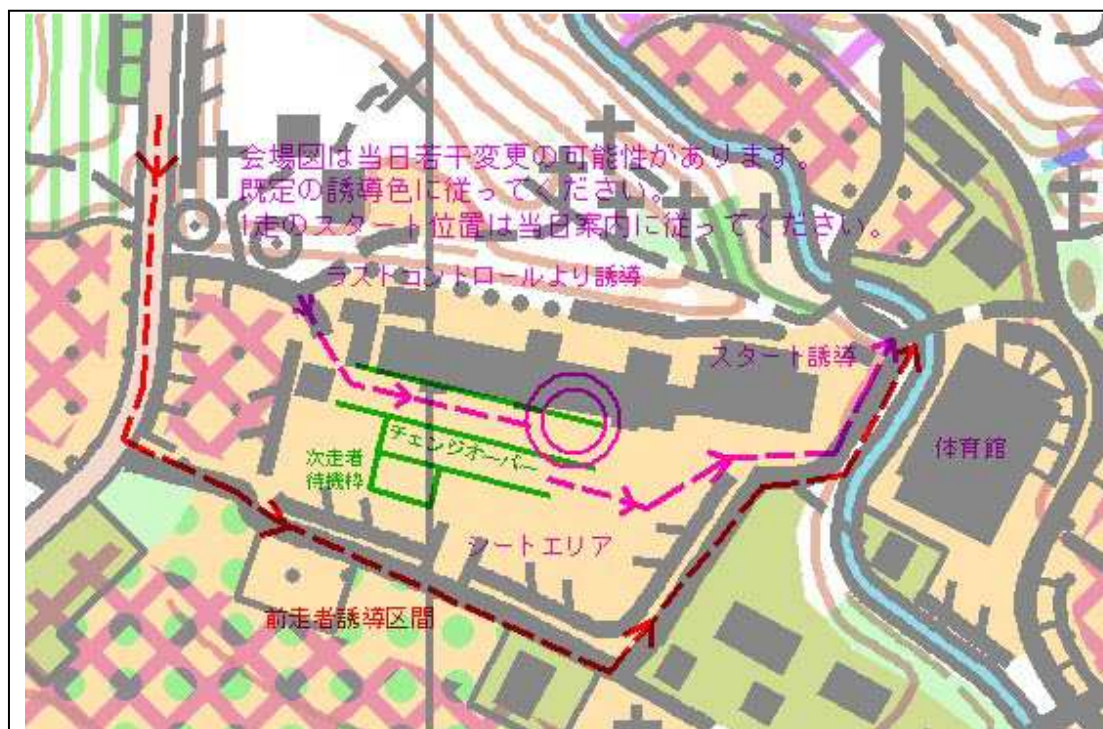 会場図は当日若干変更の可能性があります。
既定の誘導色に従ってください。
1走のスタート位置は当日案内に従ってください。
ラストコントロールより誘導
スタート誘導
チェンジオーバー
次走者
待機枠
体育館
シートエリア
前走者誘導区間